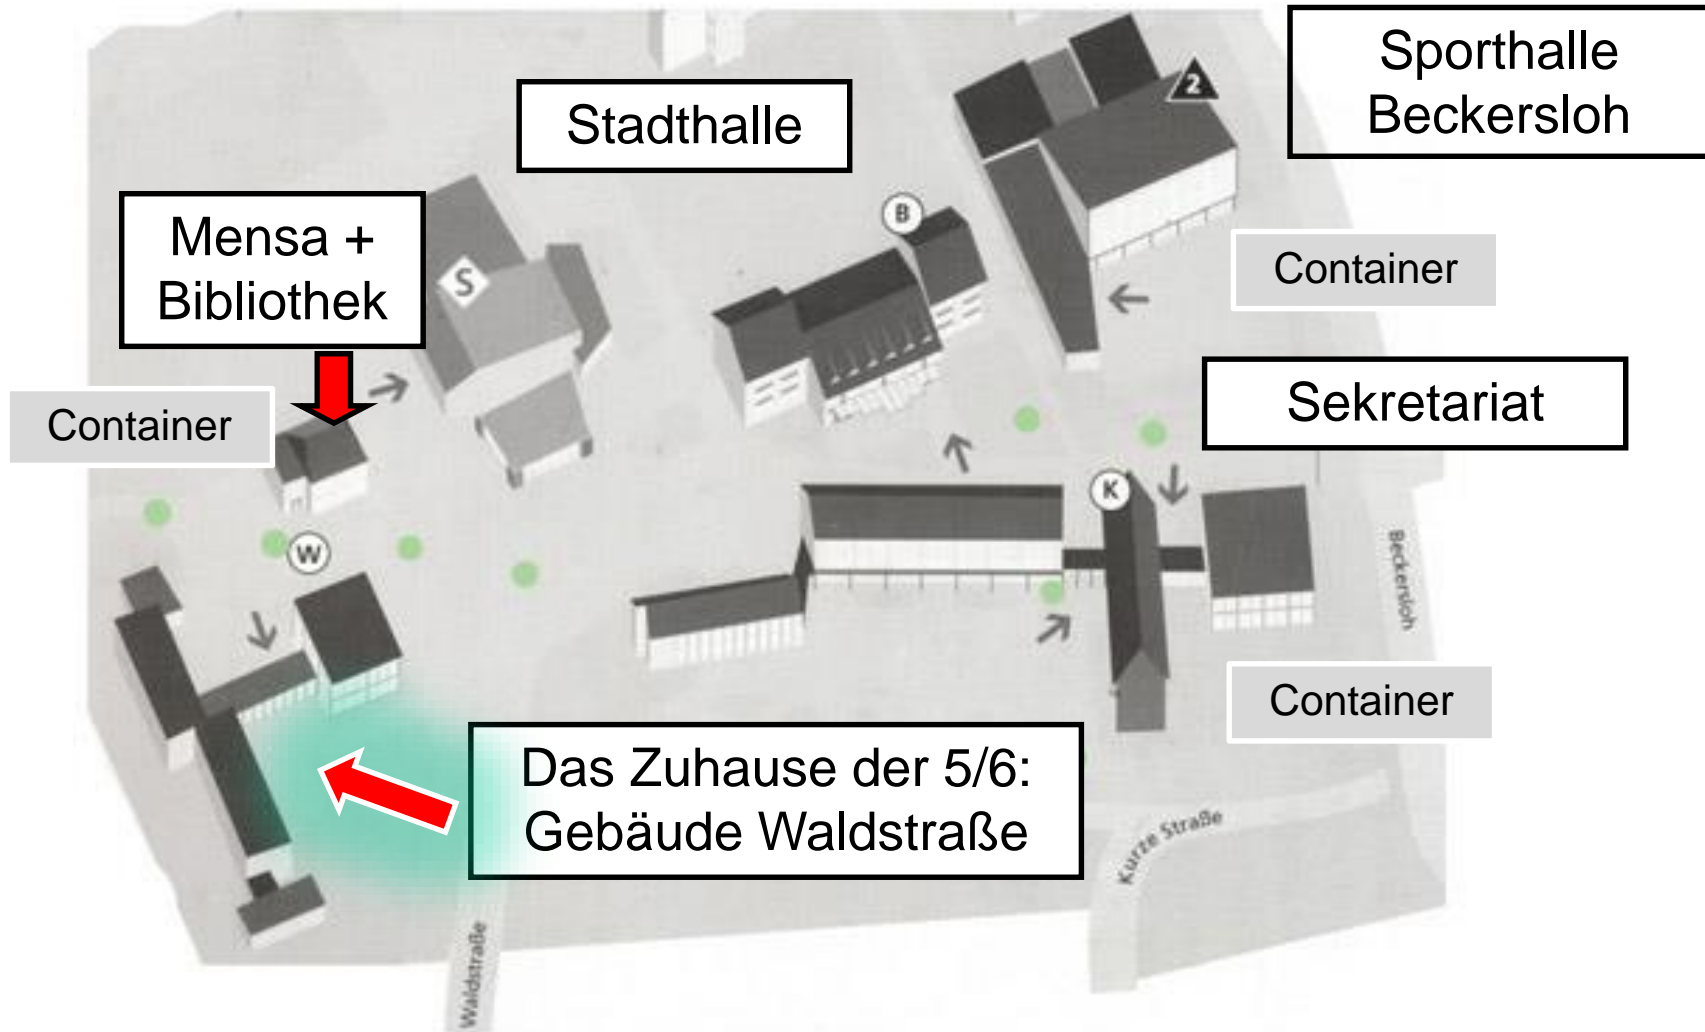 Sporthalle
Beckersloh
2
Stadthalle
B
Mensa +
Bibliothek
S
Container
Container
Sekretariat
K
W
Beckersloh
Container
Das Zuhause der 5/6:
Gebäude Waldstraße
Kurze Straße
Waldstraße